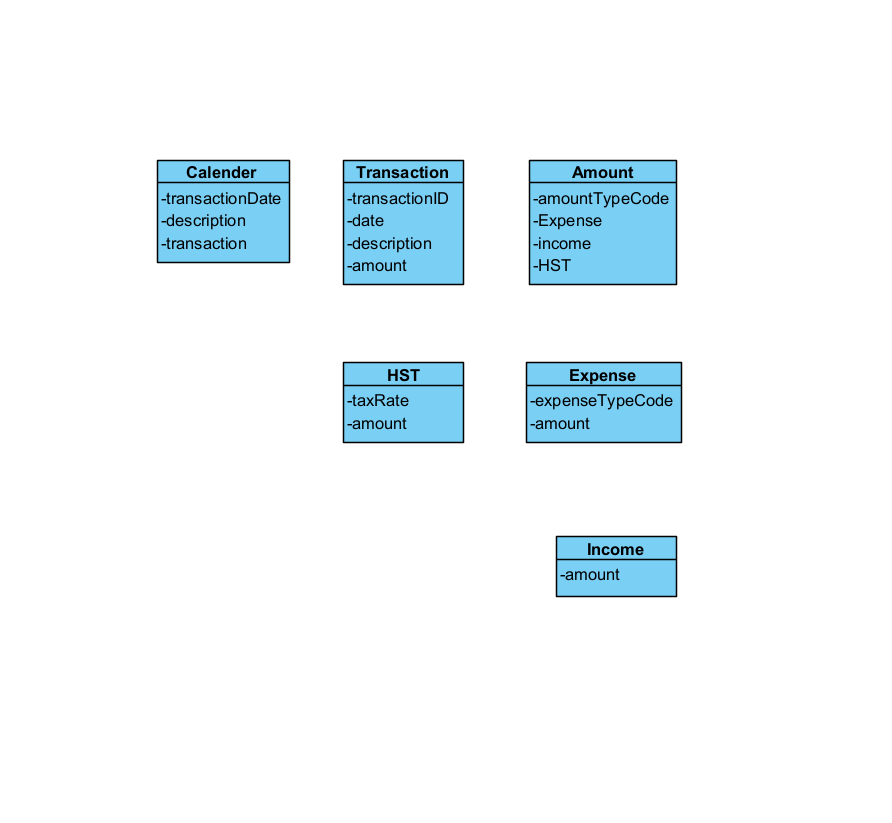 Calender
-transactionDate
-description
-transaction
Transaction
-transactionID
-date
-description
-amount
Amount
-amountTypeCode
-Expense
-income
-HST
HST
-taxRate
-amount
Expense
-expenseTypeCode
-amount
Income
-amount